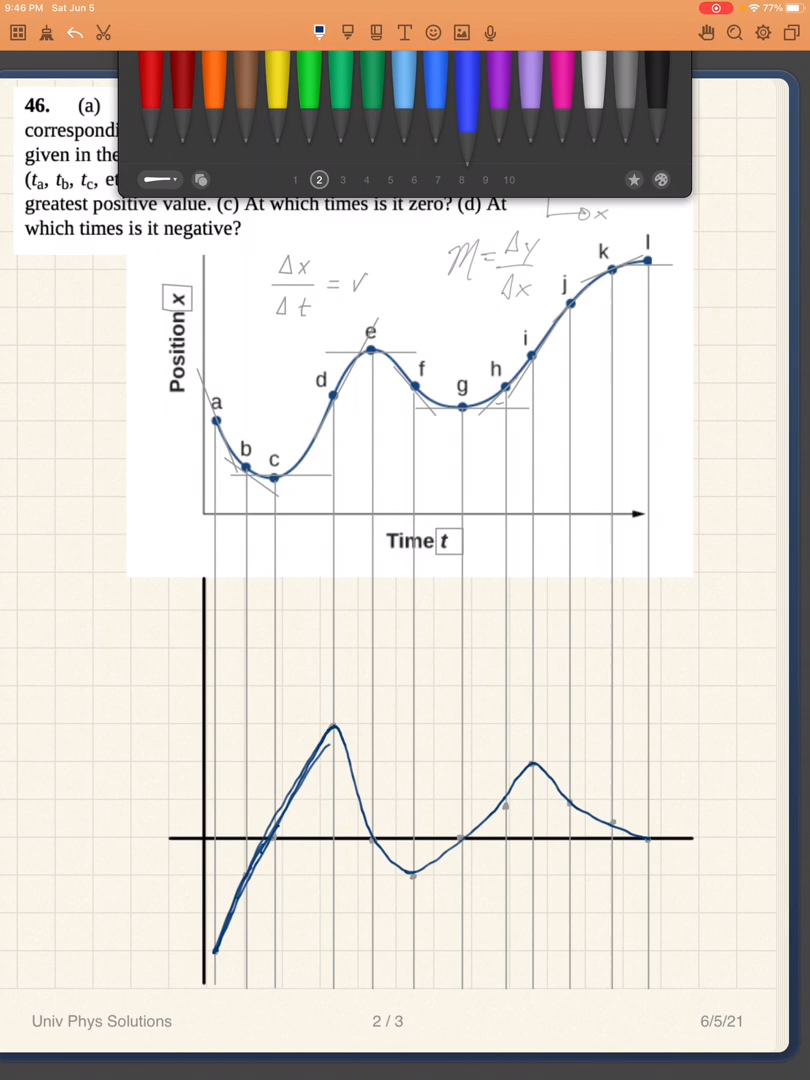 9:46 PM Sat Jun 5
77%
1 2 3 4 5 6 7 8 9 10
46. (a)
correspondi
given in the
(ta, tb, tc, et
greatest positive value. (c) At which times is it zero? (d) At
which times is it negative?
Δx
Δx / Δt = v
M = Δy / Δx
Position x
a b c d e f g h i j k l
Time t
Univ Phys Solutions
2 / 3
6/5/21